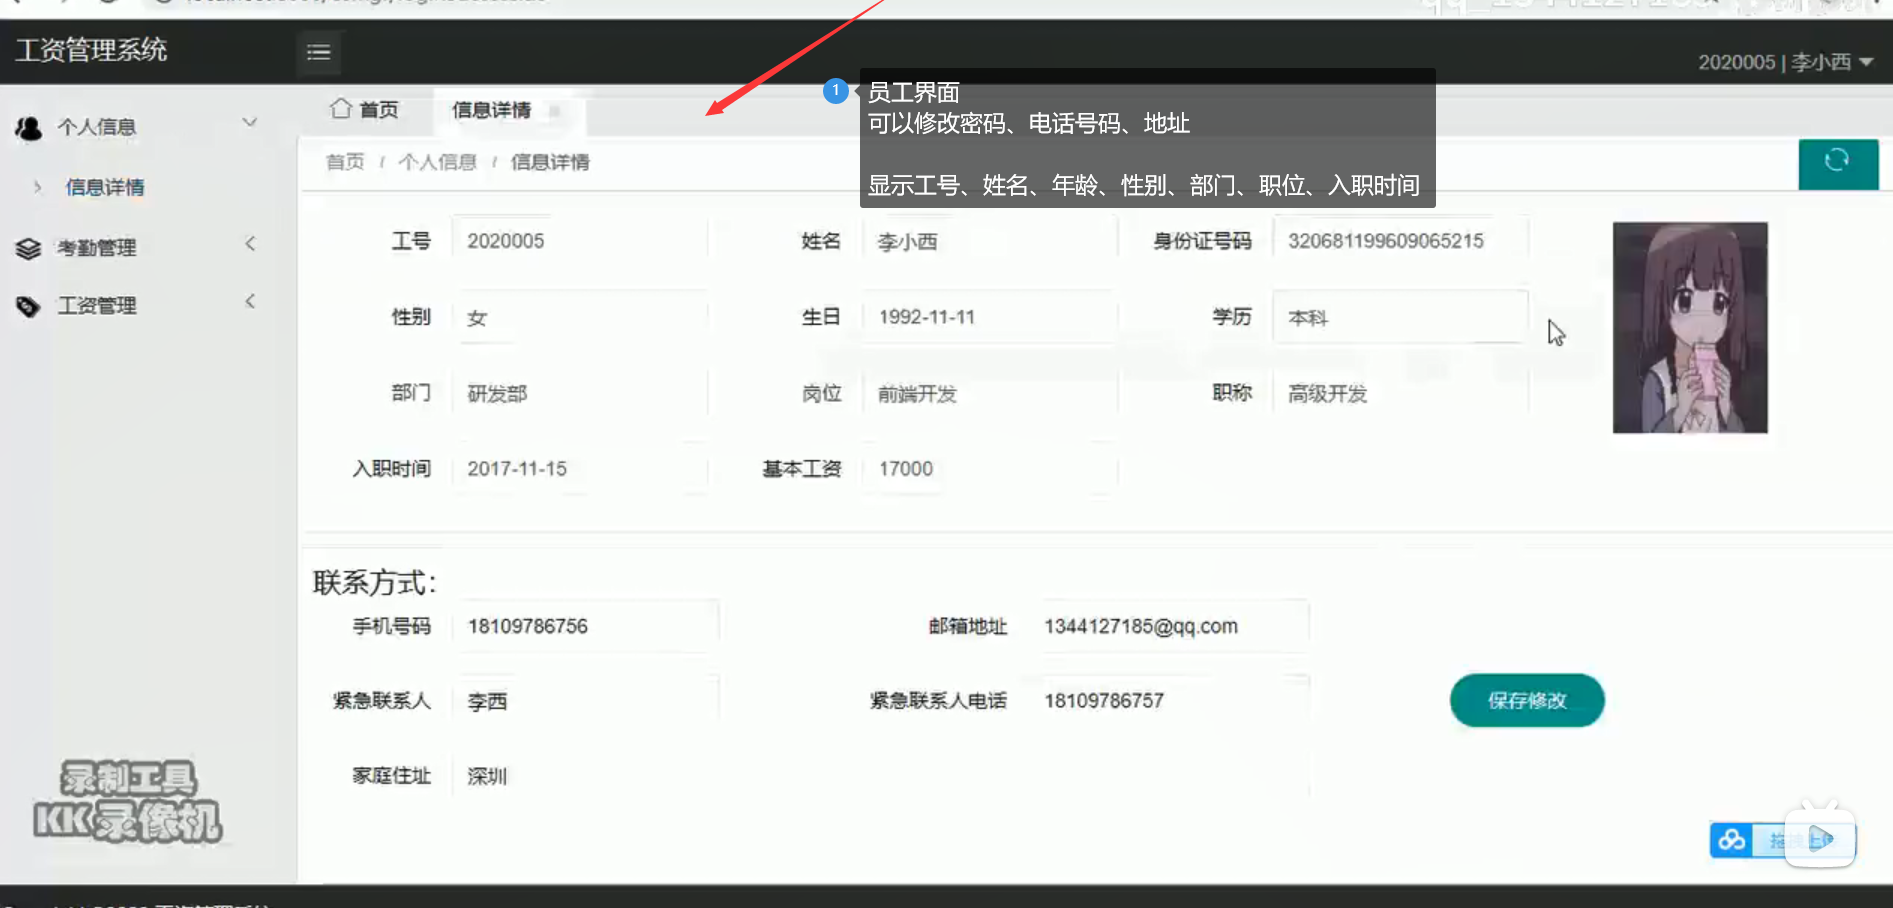 工资管理系统
2020005 | 李小西
1
员工界面
可以修改密码、电话号码、地址
显示工号、姓名、年龄、性别、部门、职位、入职时间
个人信息
信息详情
考勤管理
工资管理
首页 信息详情
首页 / 个人信息 / 信息详情
工号 2020005 姓名 李小西 身份证号码 320681199609065215
性别 女 生日 1992-11-11 学历 本科
部门 研发部 岗位 前端开发 职称 高级开发
入职时间 2017-11-15 基本工资 17000
联系方式：
手机号码 18109786756 邮箱地址 1344127185@qq.com
紧急联系人 李西 紧急联系人电话 18109786757
保存修改
家庭住址 深圳
录制工具
KK录像机